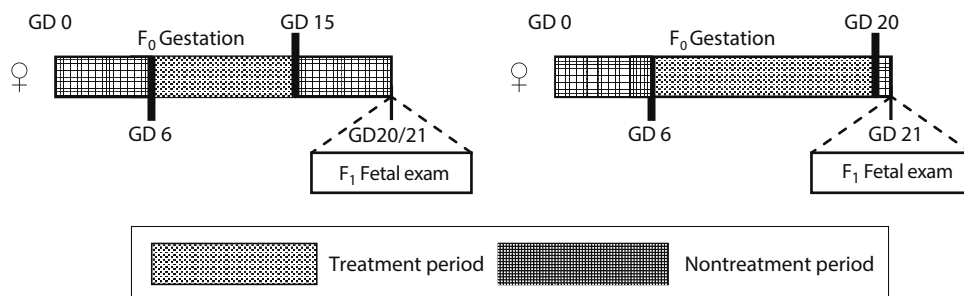 GD 0
GD 15
F₀ Gestation
♀
GD 6
GD20/21
F₁ Fetal exam
GD 0
GD 20
F₀ Gestation
♀
GD 6
GD 21
F₁ Fetal exam
Treatment period
Nontreatment period